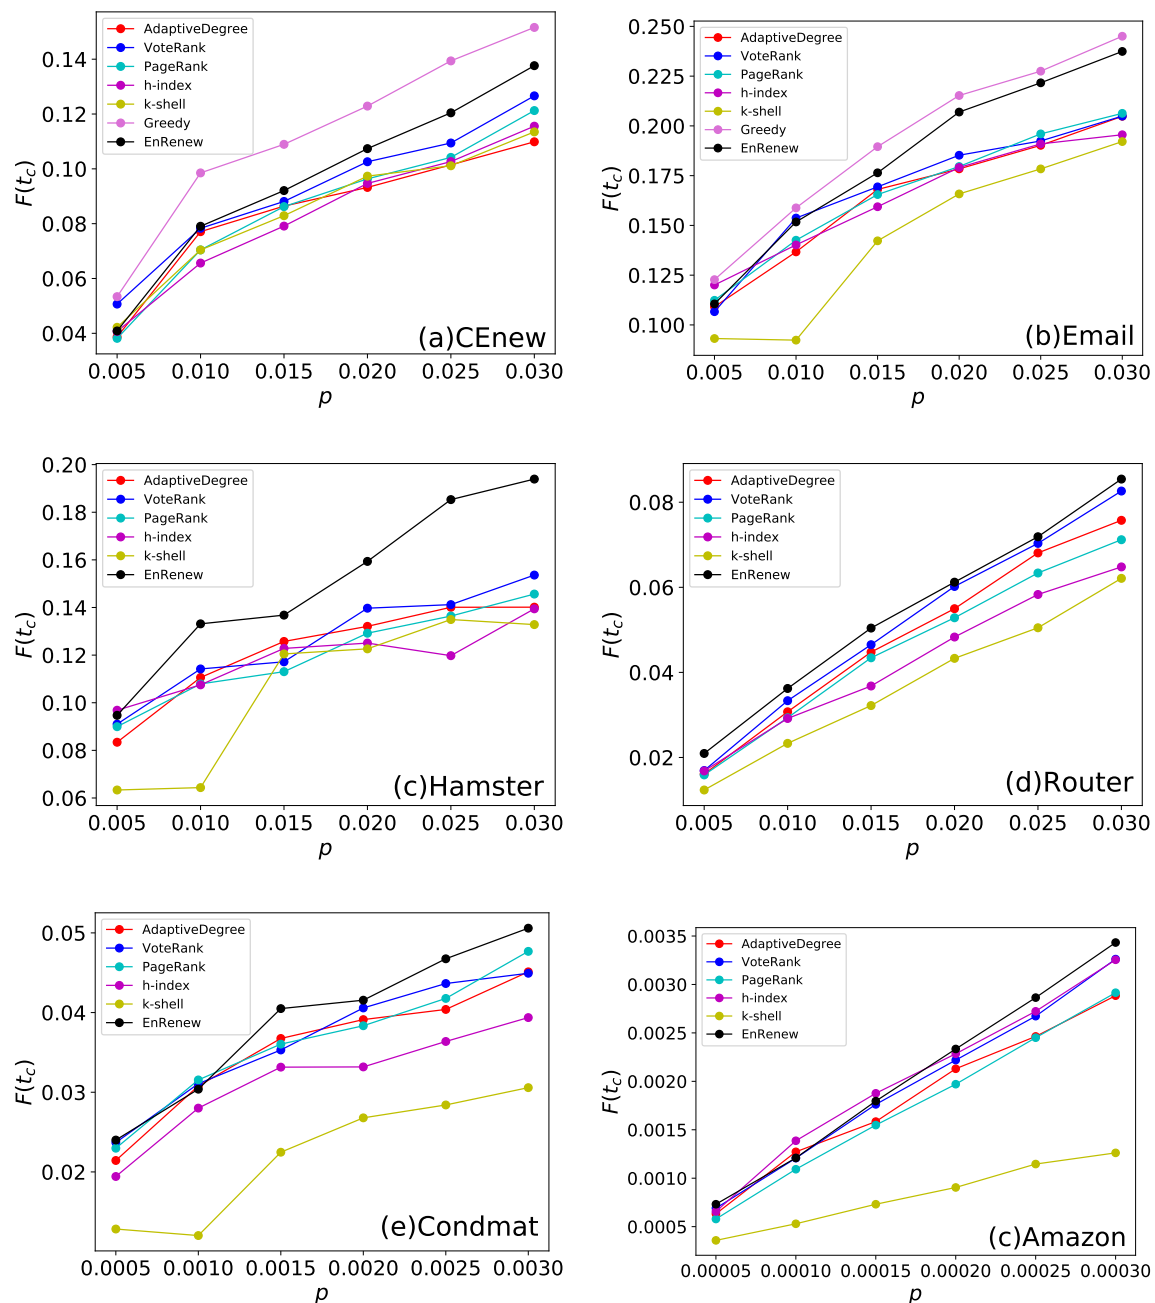 0.14
0.12
0.10
0.08
0.06
0.04
F(t_c)
AdaptiveDegree
VoteRank
PageRank
h-index
k-shell
Greedy
EnRenew
(a)CEnew
0.005 0.010 0.015 0.020 0.025 0.030
p
0.250
0.225
0.200
0.175
0.150
0.125
0.100
F(t_c)
AdaptiveDegree
VoteRank
PageRank
h-index
k-shell
Greedy
EnRenew
(b)Email
0.005 0.010 0.015 0.020 0.025 0.030
p
0.20
0.18
0.16
0.14
0.12
0.10
0.08
0.06
F(t_c)
AdaptiveDegree
VoteRank
PageRank
h-index
k-shell
EnRenew
(c)Hamster
0.005 0.010 0.015 0.020 0.025 0.030
p
0.08
0.06
0.04
0.02
F(t_c)
AdaptiveDegree
VoteRank
PageRank
h-index
k-shell
EnRenew
(d)Router
0.005 0.010 0.015 0.020 0.025 0.030
p
0.05
0.04
0.03
0.02
F(t_c)
AdaptiveDegree
VoteRank
PageRank
h-index
k-shell
EnRenew
(e)Condmat
0.0005 0.0010 0.0015 0.0020 0.0025 0.0030
p
0.0035
0.0030
0.0025
0.0020
0.0015
0.0010
0.0005
F(t_c)
AdaptiveDegree
VoteRank
PageRank
h-index
k-shell
EnRenew
(c)Amazon
0.00005 0.00010 0.00015 0.00020 0.00025 0.00030
p